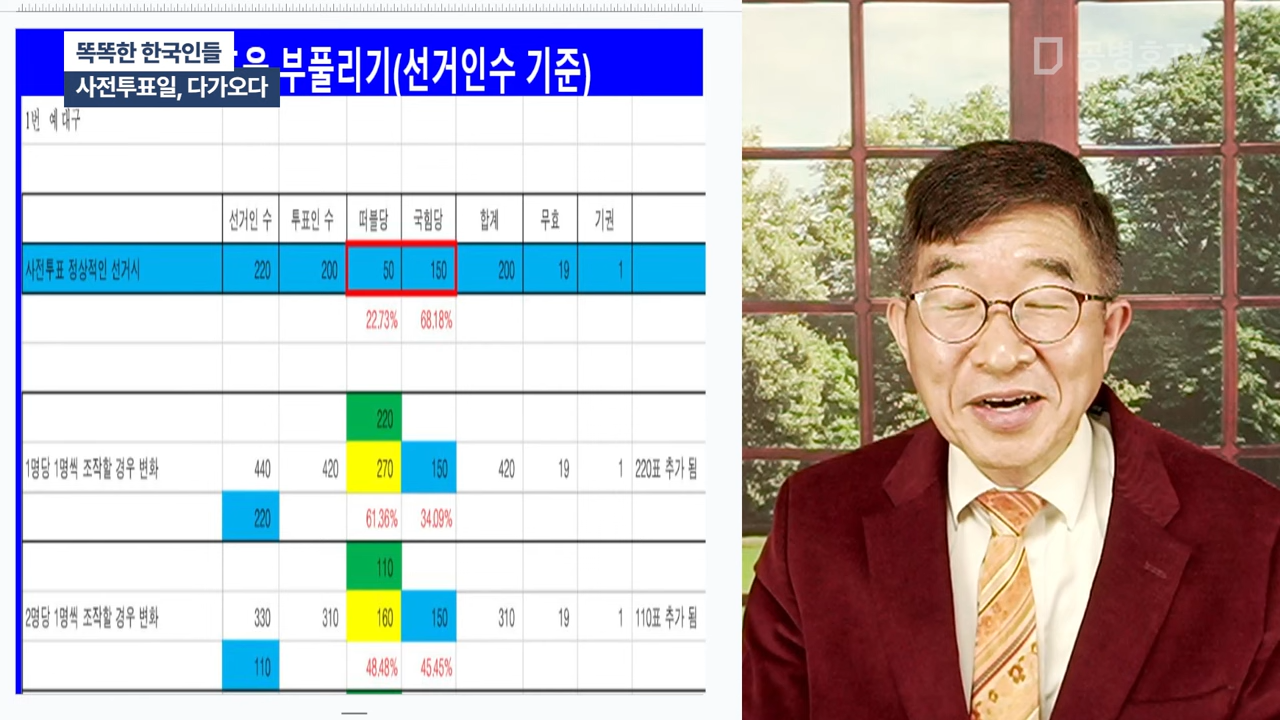 똑똑한 한국인들
사전투표일, 다가오다
부풀리기(선거인수 기준)
1번 예 대구
선거인 수 투표인 수 떠블당 국힘당 합계 무효 기권
사전투표 정상적인 선거시 220 200 50 150 200 19 1
22.73% 68.18%
220
1명당 1명씩 조작할 경우 변화 440 420 270 150 420 19 1 220표 추가 됨
220 61.36% 34.09%
110
2명당 1명씩 조작할 경우 변화 330 310 160 150 310 19 1 110표 추가 됨
110 48.48% 45.45%